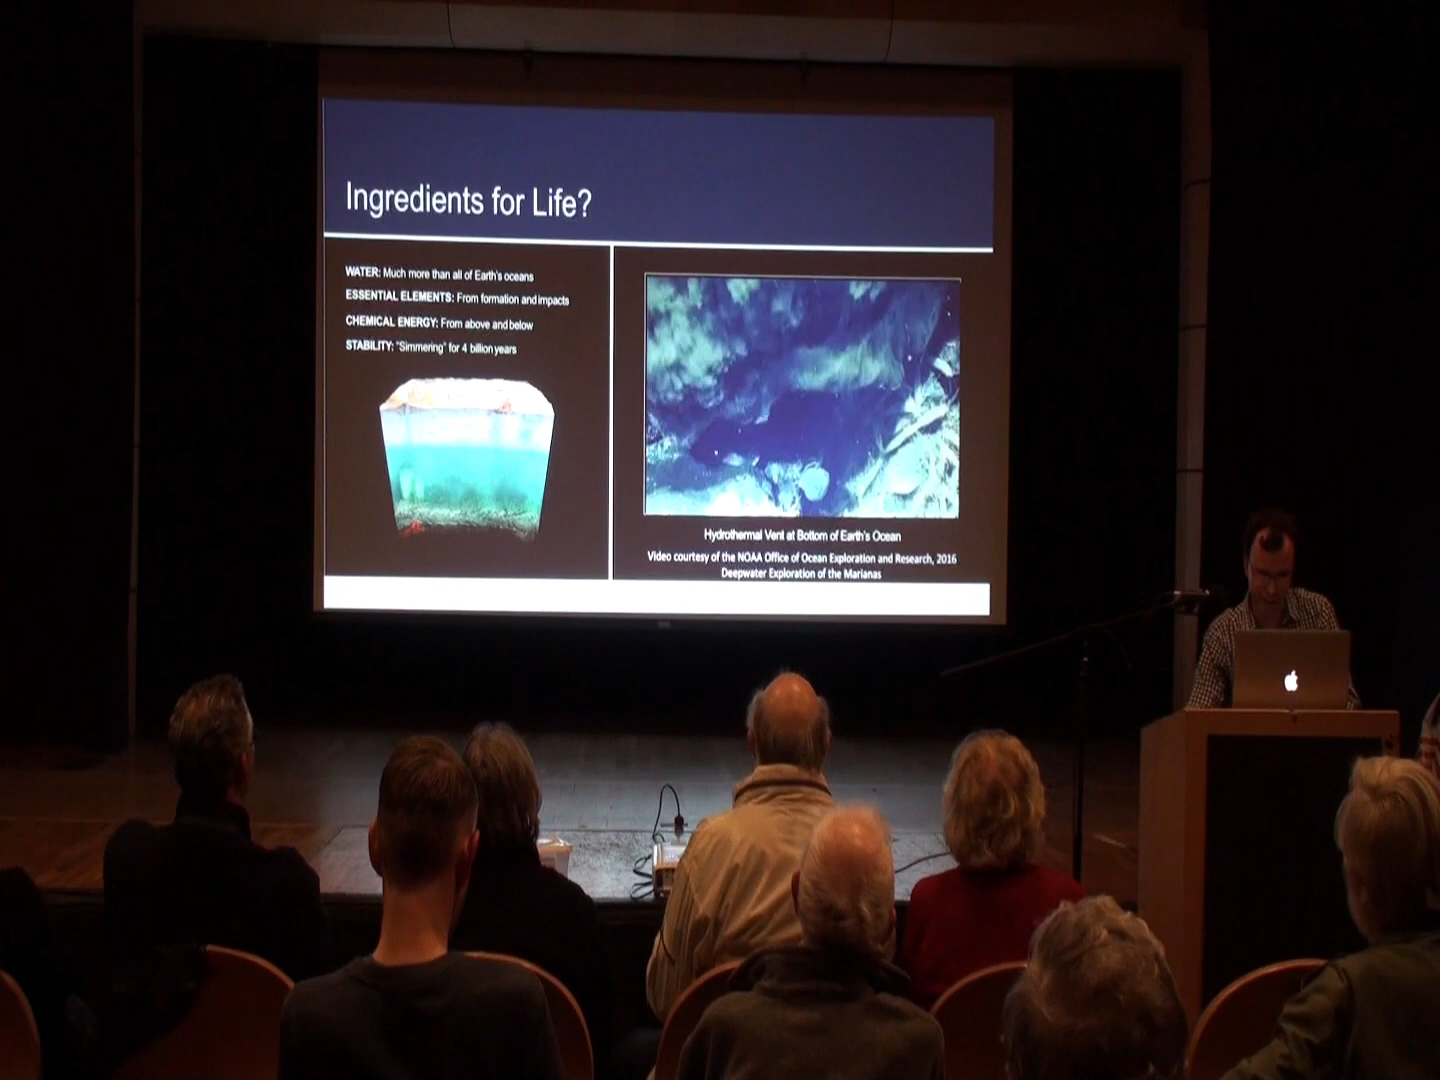 Ingredients for Life?
WATER: Much more than all of Earth's oceans
ESSENTIAL ELEMENTS: From formation and impacts
CHEMICAL ENERGY: From above and below
STABILITY: "Simmering" for 4 billion years
Hydrothermal Vent at Bottom of Earth's Ocean
Video courtesy of the NOAA Office of Ocean Exploration and Research, 2016
Deepwater Exploration of the Marianas